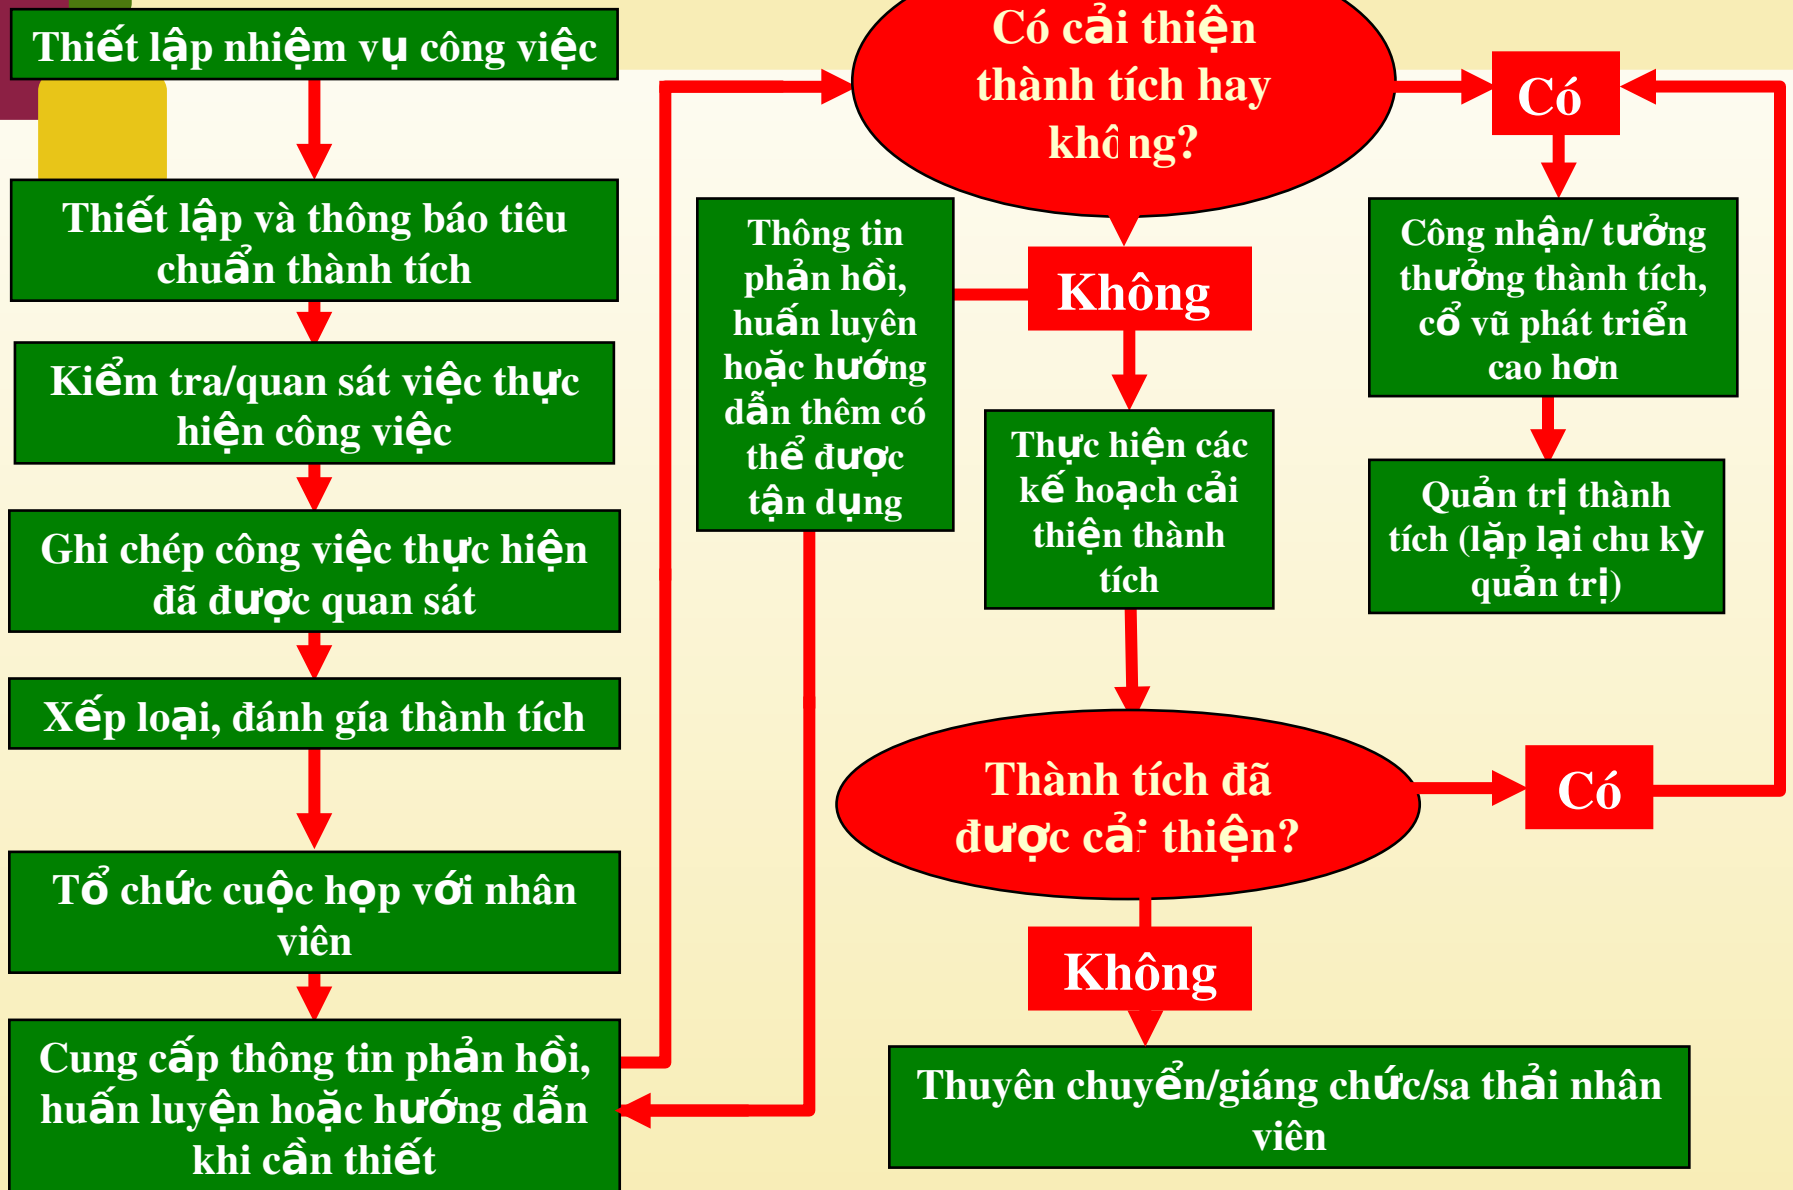 Thiết lập nhiệm vụ công việc
Thiết lập và thông báo tiêu
chuẩn thành tích
Kiểm tra/quan sát việc thực
hiện công việc
Ghi chép công việc thực hiện
đã được quan sát
Xếp loại, đánh gía thành tích
Tổ chức cuộc họp với nhân
viên
Cung cấp thông tin phản hồi,
huấn luyện hoặc hướng dẫn
khi cần thiết
Có cải thiện
thành tích hay
không?
Có
Thông tin
phản hồi,
huấn luyên
hoặc hướng
dẫn thêm có
thể được
tận dụng
Không
Thực hiện các
kế hoạch cải
thiện thành
tích
Công nhận/ tưởng
thưởng thành tích,
cổ vũ phát triển
cao hơn
Quản trị thành
tích (lặp lại chu kỳ
quản trị)
Thành tích đã
được cải thiện?
Có
Không
Thuyên chuyển/giáng chức/sa thải nhân
viên